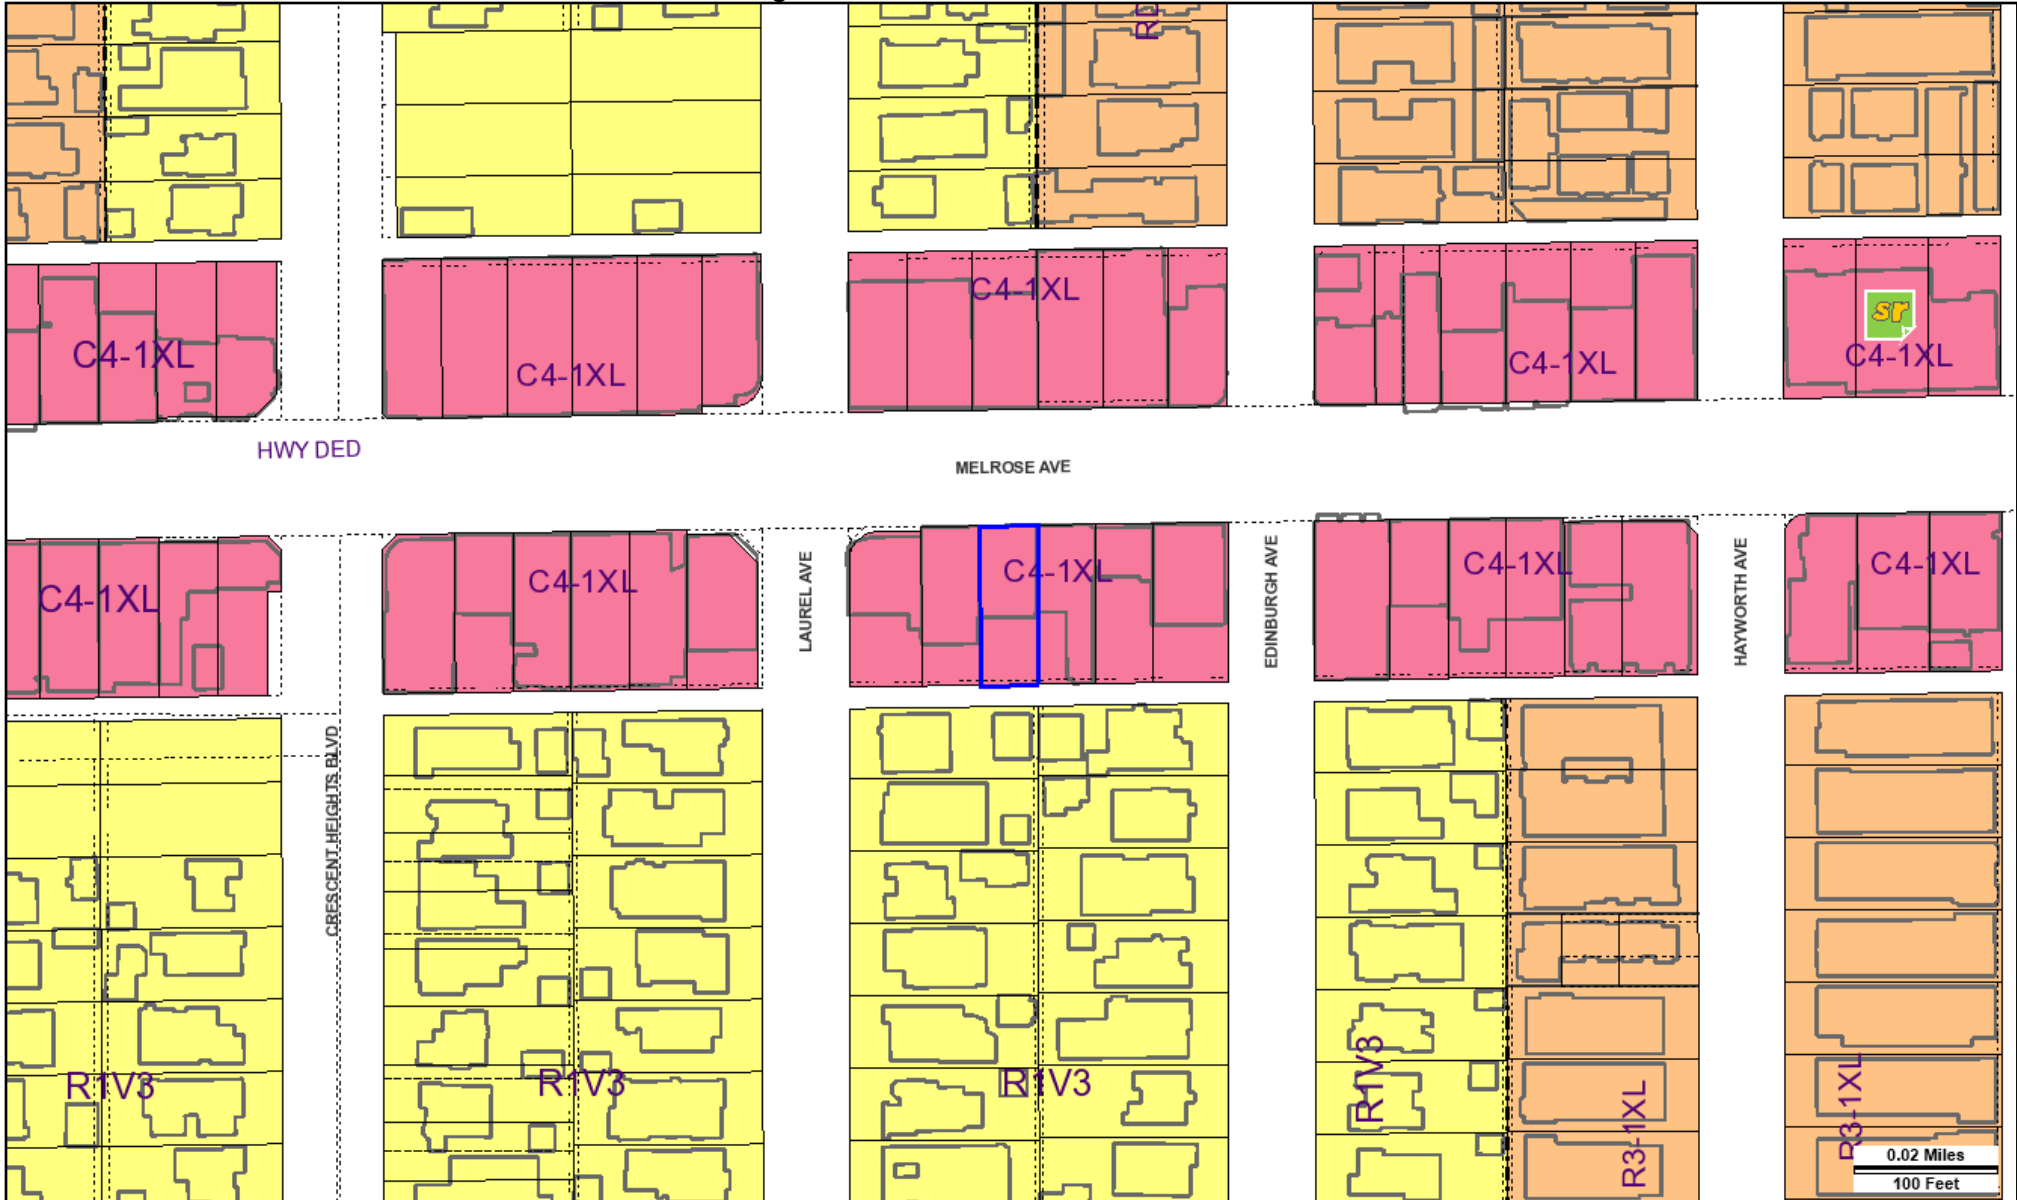 RD
C4-1XL
C4-1XL
C4-1XL
C4-1XL
sr
C4-1XL
HWY DED
MELROSE AVE
C4-1XL
C4-1XL
LAUREL AVE
C4-1XL
EDINBURGH AVE
C4-1XL
HAYWORTH AVE
C4-1XL
CRESCENT HEIGHTS BLVD
R1V3
R1V3
R1V3
R1V3
R3-1XL
R3-1XL
0.02 Miles
100 Feet